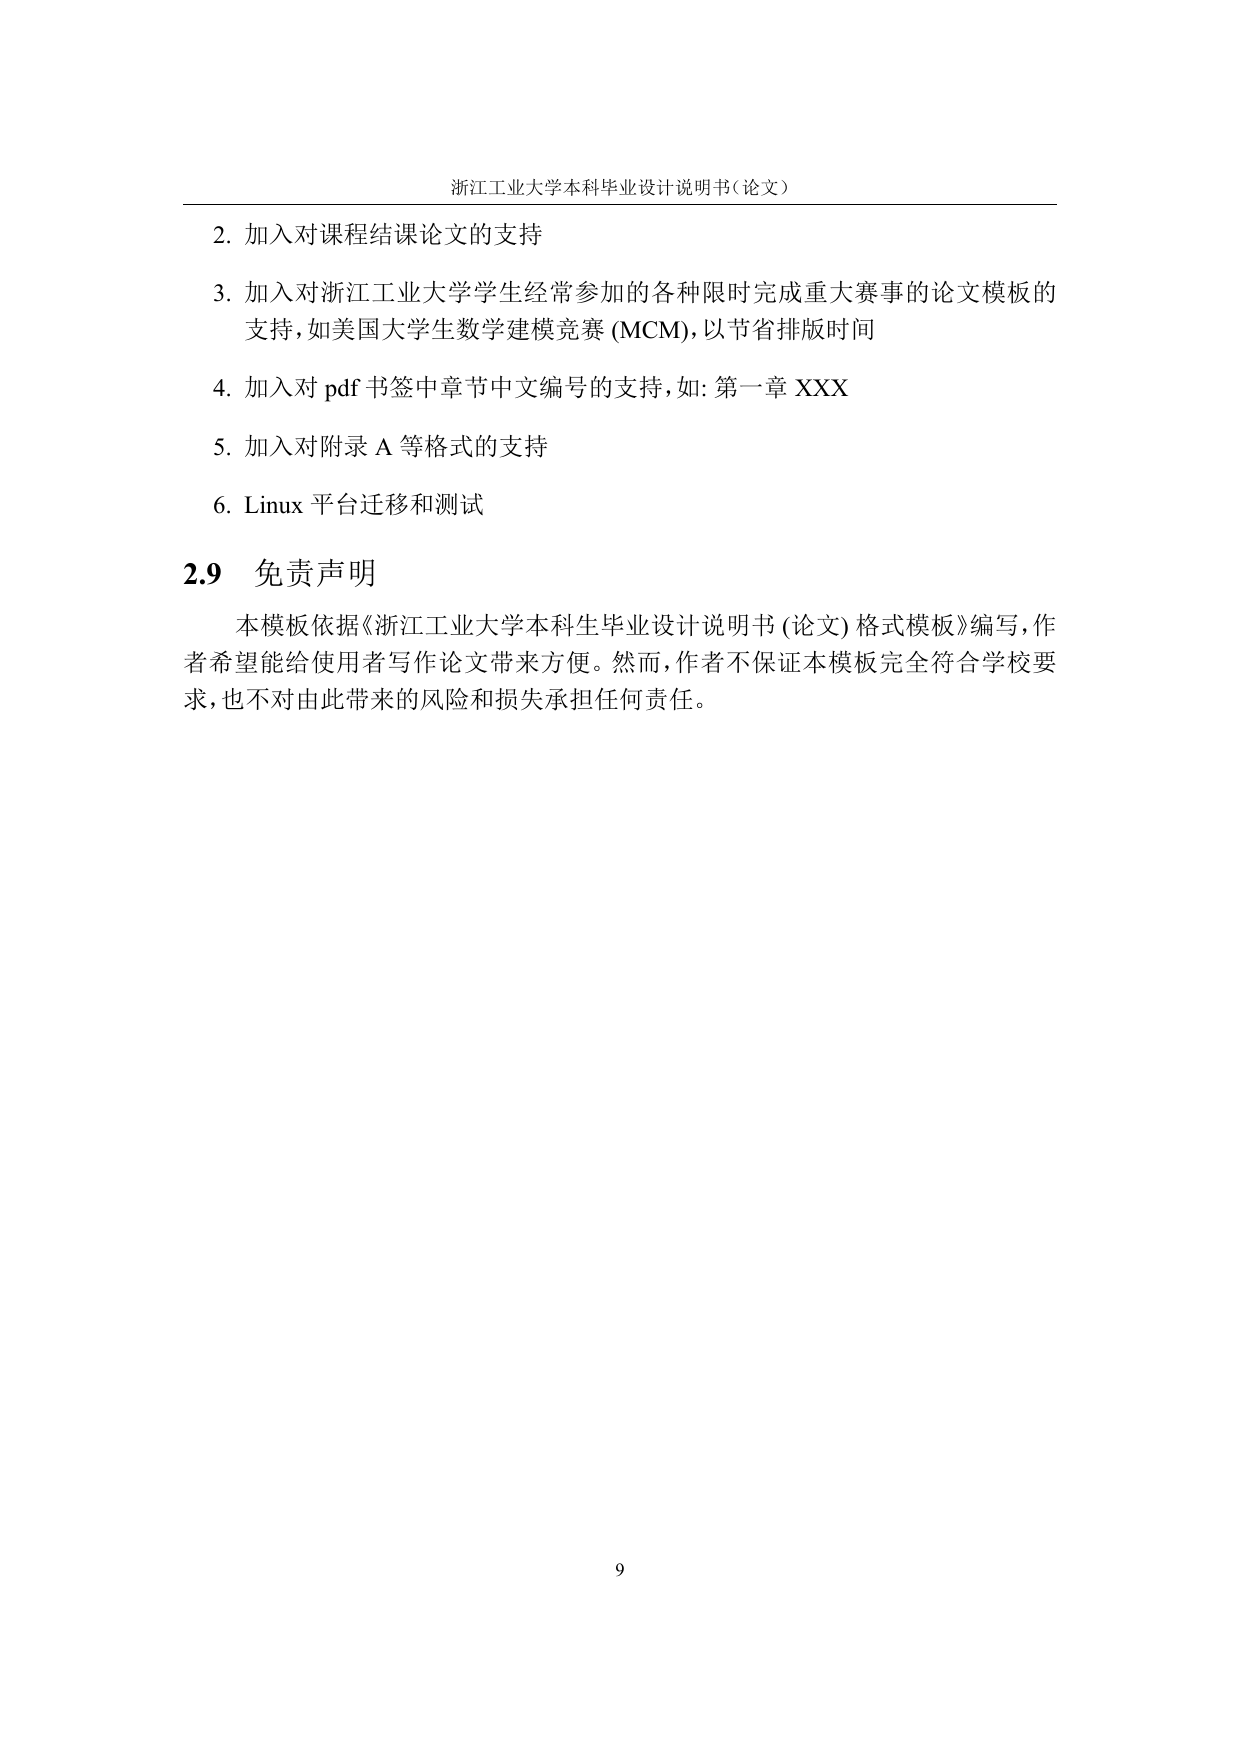 浙江工业大学本科毕业设计说明书（论文）
2. 加入对课程结课论文的支持
3. 加入对浙江工业大学学生经常参加的各种限时完成重大赛事的论文模板的
支持，如美国大学生数学建模竞赛 (MCM)，以节省排版时间
4. 加入对 pdf 书签中章节中文编号的支持，如: 第一章 XXX
5. 加入对附录 A 等格式的支持
6. Linux 平台迁移和测试
2.9 免责声明
本模板依据《浙江工业大学本科生毕业设计说明书 (论文) 格式模板》编写，作
者希望能给使用者写作论文带来方便。然而，作者不保证本模板完全符合学校要
求，也不对由此带来的风险和损失承担任何责任。
9